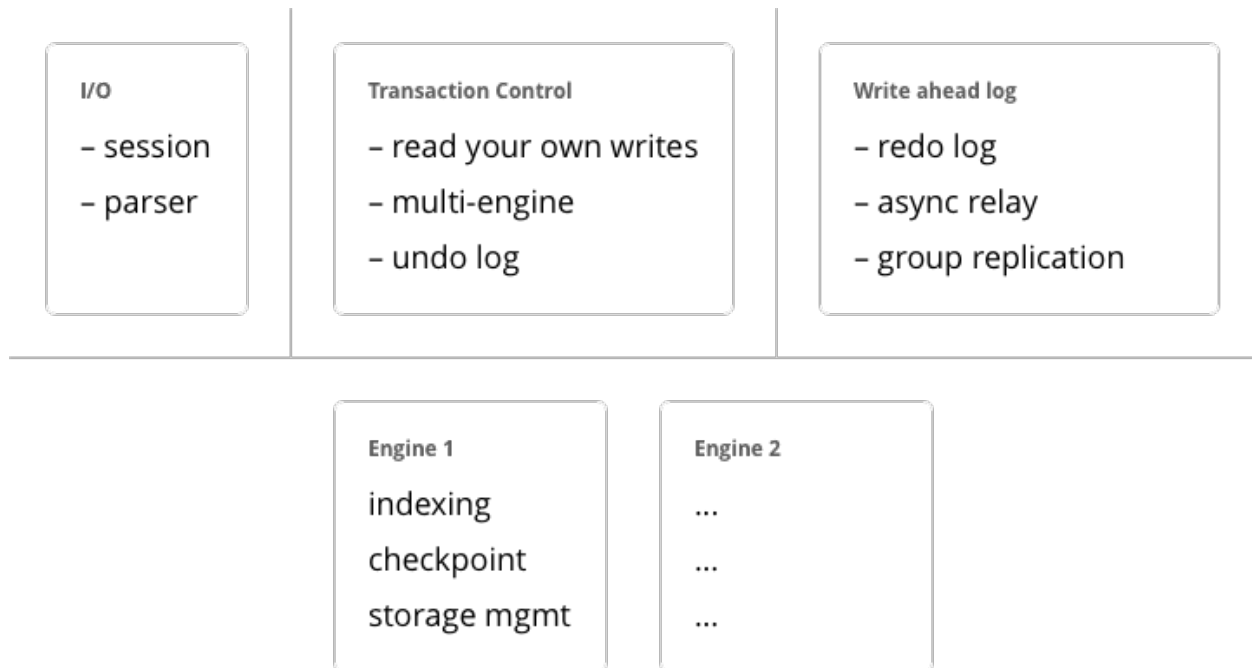 I/O
– session
– parser
Transaction Control
– read your own writes
– multi-engine
– undo log
Write ahead log
– redo log
– async relay
– group replication
Engine 1
indexing
checkpoint
storage mgmt
Engine 2
...
...
...